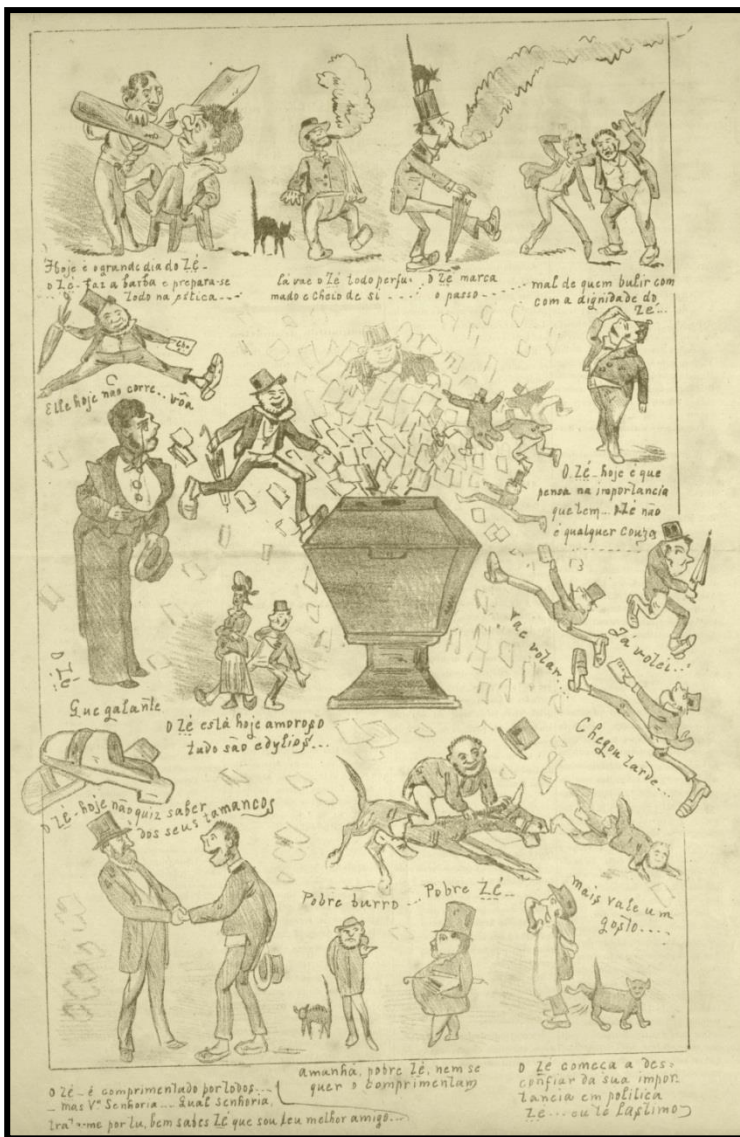 Hoje é o grande dia do Zé-
o Zé- faz a barba e prepara-se
todo na pstica....
lá vae o Zé todo perfu-
mado e cheio de si.....
o Zé marca
o passo.....
mal de quem bulir com
com a dignidade do
Zé...
Elle hoje não corre.. vôa
O Zé- hoje é que
pensa na importancia
que tem... O Zé não
é qualquer couza
O Zé..
Que galante
O Zé está hoje amoroso
tudo são edylios...
Vae votar...
Já votei...
Chegou tarde...
O Zé- hoje não quiz saber
dos seus tamancos
Pobre burro... Pobre Zé..
Mais vale um
gosto....
O Zé- é comprimentado por todos...
- mas Vª Senhoria... Qual senhoria,
trata-me por tu, bem sabes Zé que sou teu melhor amigo...
amanhã, pobre Zé, nem se
quer o comprimentam
O Zé começa a des-
confiar da sua impor-
tancia em politica
Zé... ou té lastimo